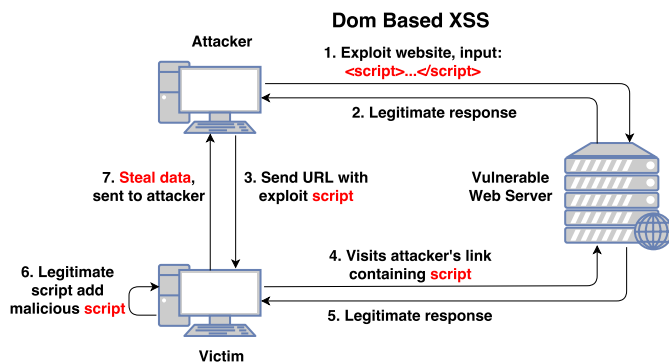 Dom Based XSS
Attacker
1. Exploit website, input:
<script>...</script>
2. Legitimate response
7. Steal data,
sent to attacker
3. Send URL with
exploit script
Vulnerable
Web Server
4. Visits attacker's link
containing script
6. Legitimate
script add
malicious script
5. Legitimate response
Victim